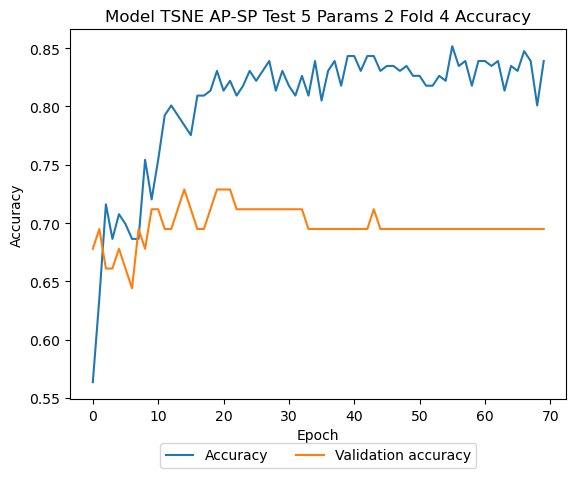 Model TSNE AP-SP Test 5 Params 2 Fold 4 Accuracy
0.85
0.80
0.75
0.70
0.65
0.60
0.55
Accuracy
0 10 20 30 40 50 60 70
Epoch
Accuracy Validation accuracy